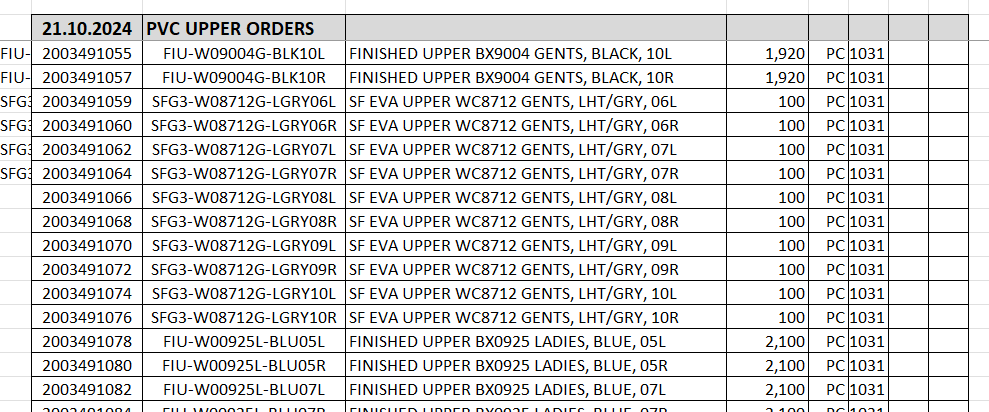 21.10.2024 PVC UPPER ORDERS
FIU- 2003491055 FIU-W09004G-BLK10L FINISHED UPPER BX9004 GENTS, BLACK, 10L 1,920 PC 1031
FIU- 2003491057 FIU-W09004G-BLK10R FINISHED UPPER BX9004 GENTS, BLACK, 10R 1,920 PC 1031
SFG3 2003491059 SFG3-W08712G-LGRY06L SF EVA UPPER WC8712 GENTS, LHT/GRY, 06L 100 PC 1031
SFG3 2003491060 SFG3-W08712G-LGRY06R SF EVA UPPER WC8712 GENTS, LHT/GRY, 06R 100 PC 1031
SFG3 2003491062 SFG3-W08712G-LGRY07L SF EVA UPPER WC8712 GENTS, LHT/GRY, 07L 100 PC 1031
SFG3 2003491064 SFG3-W08712G-LGRY07R SF EVA UPPER WC8712 GENTS, LHT/GRY, 07R 100 PC 1031
2003491066 SFG3-W08712G-LGRY08L SF EVA UPPER WC8712 GENTS, LHT/GRY, 08L 100 PC 1031
2003491068 SFG3-W08712G-LGRY08R SF EVA UPPER WC8712 GENTS, LHT/GRY, 08R 100 PC 1031
2003491070 SFG3-W08712G-LGRY09L SF EVA UPPER WC8712 GENTS, LHT/GRY, 09L 100 PC 1031
2003491072 SFG3-W08712G-LGRY09R SF EVA UPPER WC8712 GENTS, LHT/GRY, 09R 100 PC 1031
2003491074 SFG3-W08712G-LGRY10L SF EVA UPPER WC8712 GENTS, LHT/GRY, 10L 100 PC 1031
2003491076 SFG3-W08712G-LGRY10R SF EVA UPPER WC8712 GENTS, LHT/GRY, 10R 100 PC 1031
2003491078 FIU-W00925L-BLU05L FINISHED UPPER BX0925 LADIES, BLUE, 05L 2,100 PC 1031
2003491080 FIU-W00925L-BLU05R FINISHED UPPER BX0925 LADIES, BLUE, 05R 2,100 PC 1031
2003491082 FIU-W00925L-BLU07L FINISHED UPPER BX0925 LADIES, BLUE, 07L 2,100 PC 1031